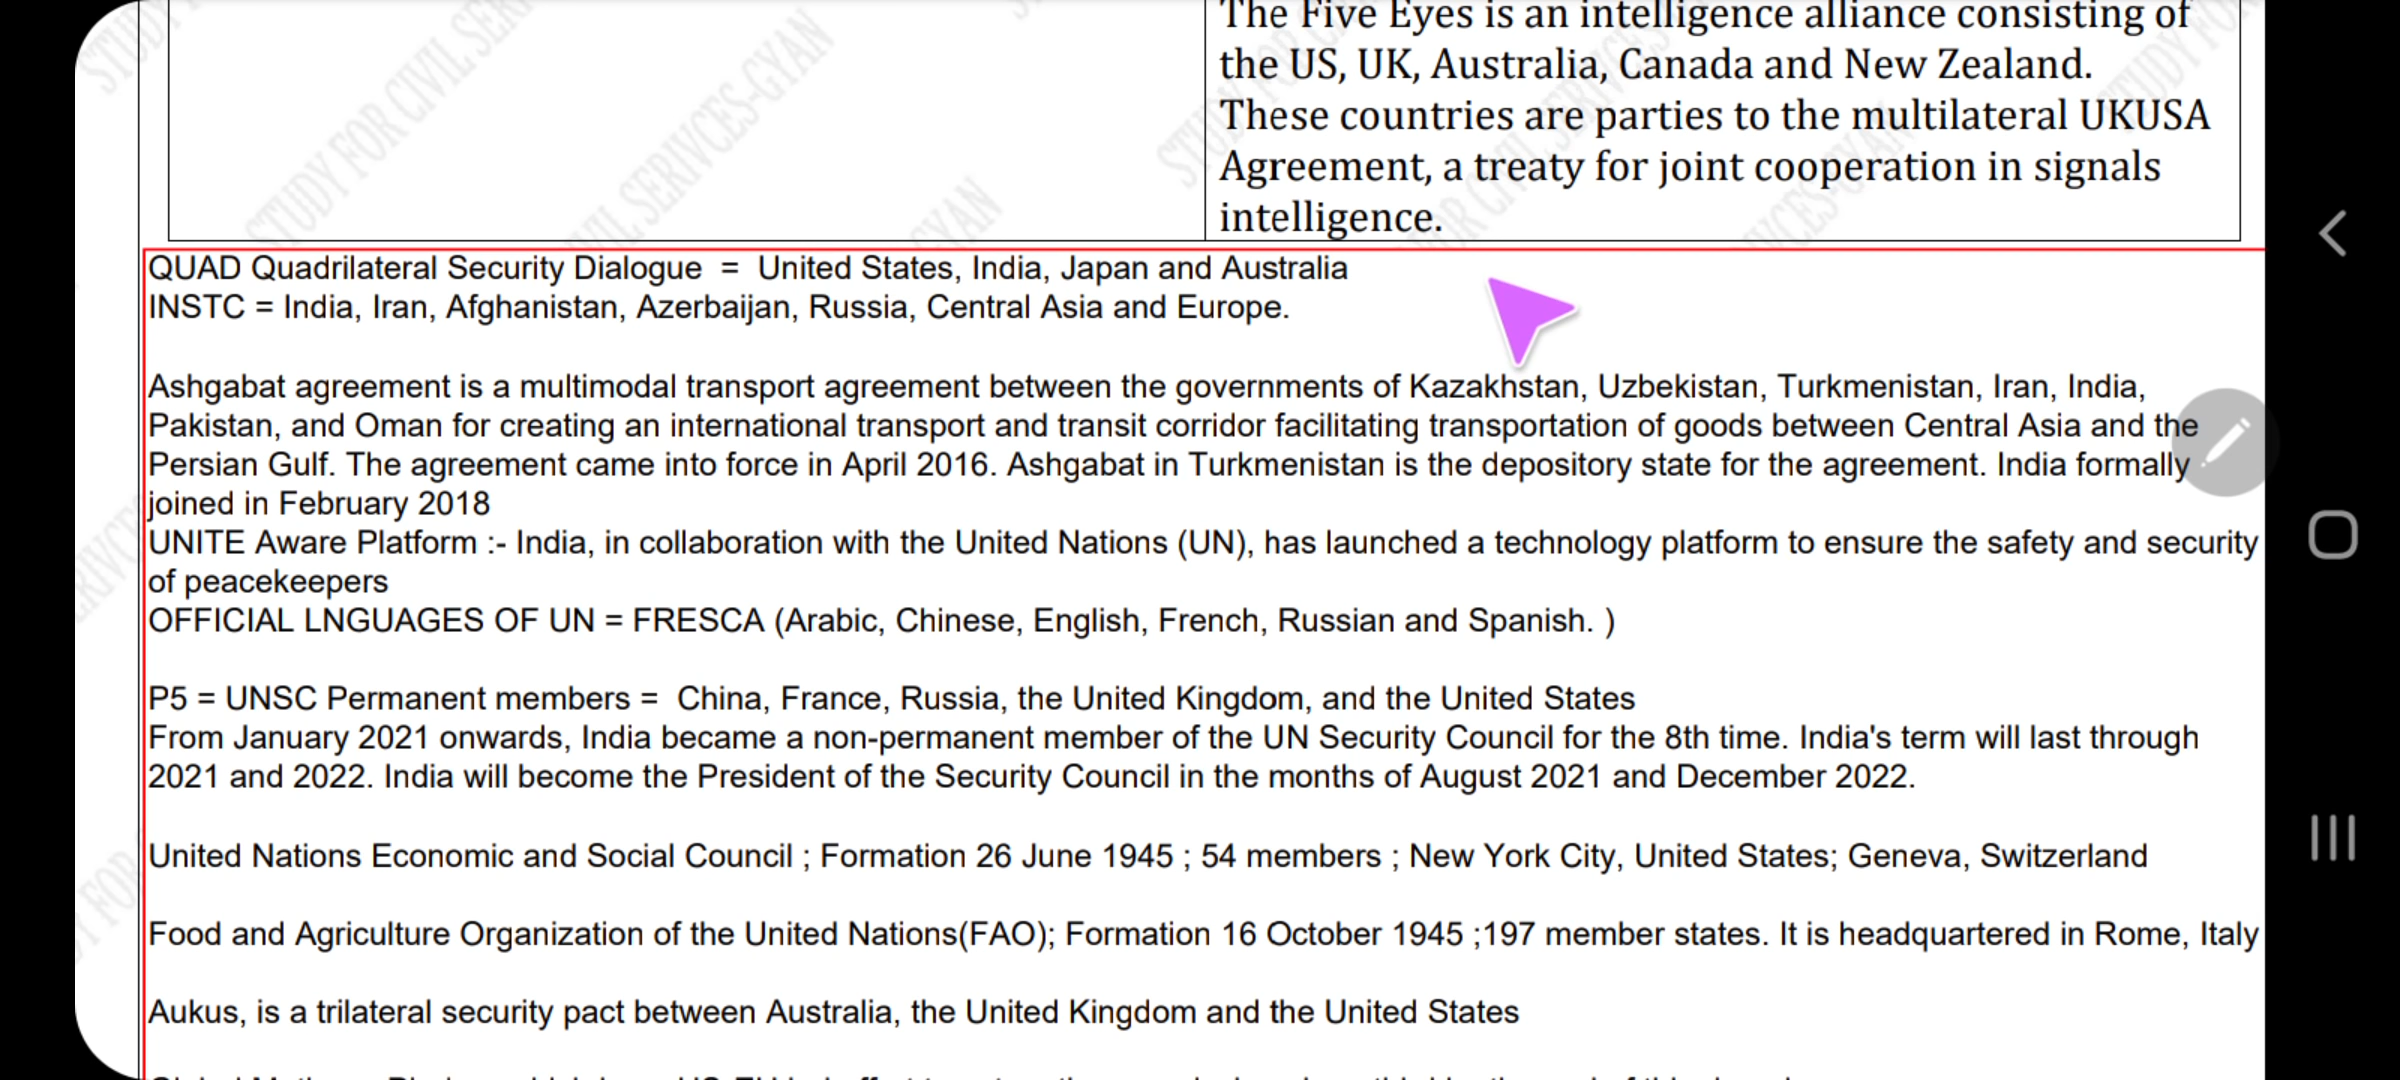 The Five Eyes is an intelligence alliance consisting of
the US, UK, Australia, Canada and New Zealand.
These countries are parties to the multilateral UKUSA
Agreement, a treaty for joint cooperation in signals
intelligence.
QUAD Quadrilateral Security Dialogue = United States, India, Japan and Australia
INSTC = India, Iran, Afghanistan, Azerbaijan, Russia, Central Asia and Europe.
Ashgabat agreement is a multimodal transport agreement between the governments of Kazakhstan, Uzbekistan, Turkmenistan, Iran, India,
Pakistan, and Oman for creating an international transport and transit corridor facilitating transportation of goods between Central Asia and the
Persian Gulf. The agreement came into force in April 2016. Ashgabat in Turkmenistan is the depository state for the agreement. India formally
joined in February 2018
UNITE Aware Platform :- India, in collaboration with the United Nations (UN), has launched a technology platform to ensure the safety and security
of peacekeepers
OFFICIAL LNGUAGES OF UN = FRESCA (Arabic, Chinese, English, French, Russian and Spanish. )
P5 = UNSC Permanent members = China, France, Russia, the United Kingdom, and the United States
From January 2021 onwards, India became a non-permanent member of the UN Security Council for the 8th time. India's term will last through
2021 and 2022. India will become the President of the Security Council in the months of August 2021 and December 2022.
United Nations Economic and Social Council ; Formation 26 June 1945 ; 54 members ; New York City, United States; Geneva, Switzerland
Food and Agriculture Organization of the United Nations(FAO); Formation 16 October 1945 ;197 member states. It is headquartered in Rome, Italy
Aukus, is a trilateral security pact between Australia, the United Kingdom and the United States
STUDY FOR CIVIL SERIVCES-GYAN